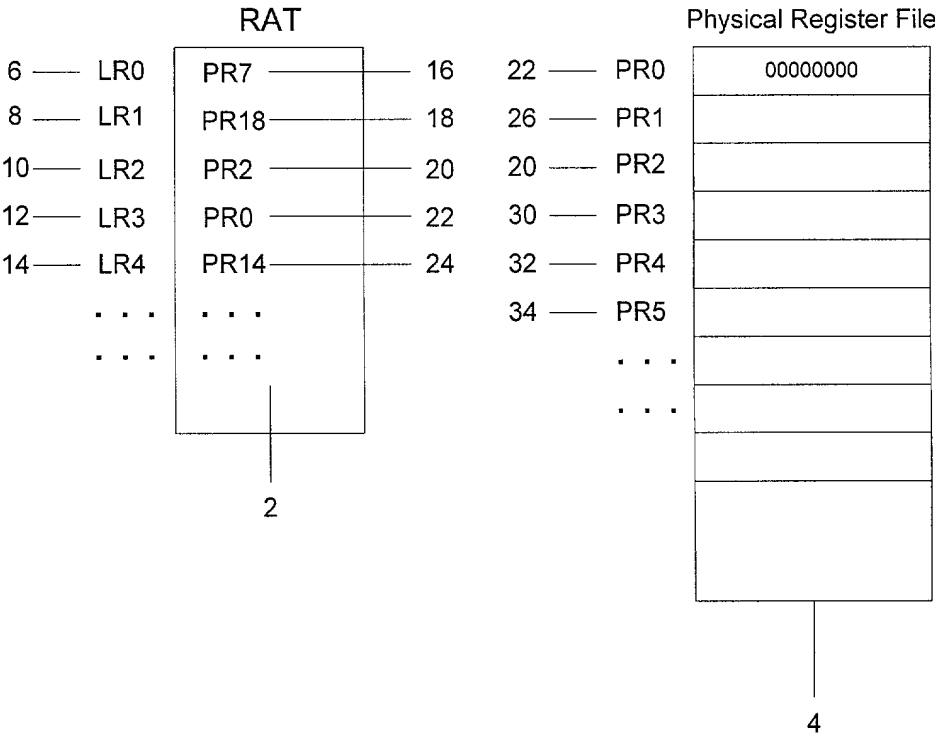 RAT
6 LR0 PR7 16
8 LR1 PR18 18
10 LR2 PR2 20
12 LR3 PR0 22
14 LR4 PR14 24
. . . . . .
. . . . . .
2
Physical Register File
22 PR0 00000000
26 PR1
20 PR2
30 PR3
32 PR4
34 PR5
. . .
. . .
4